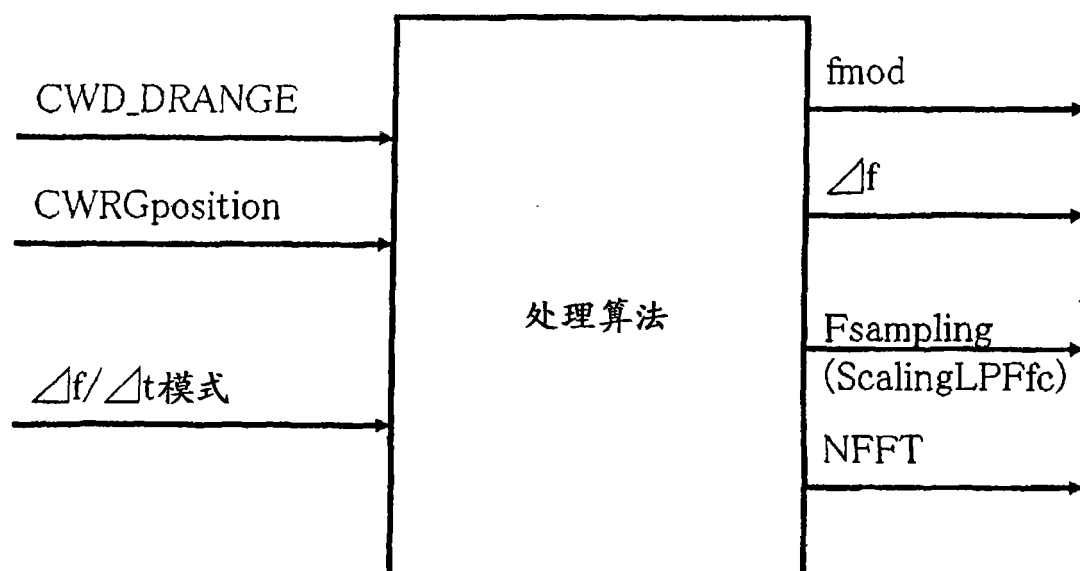 CWD_DRANGE
CWRGposition
⊿f/⊿t模式
处理算法
fmod
⊿f
Fsampling
(ScalingLPFfc)
NFFT